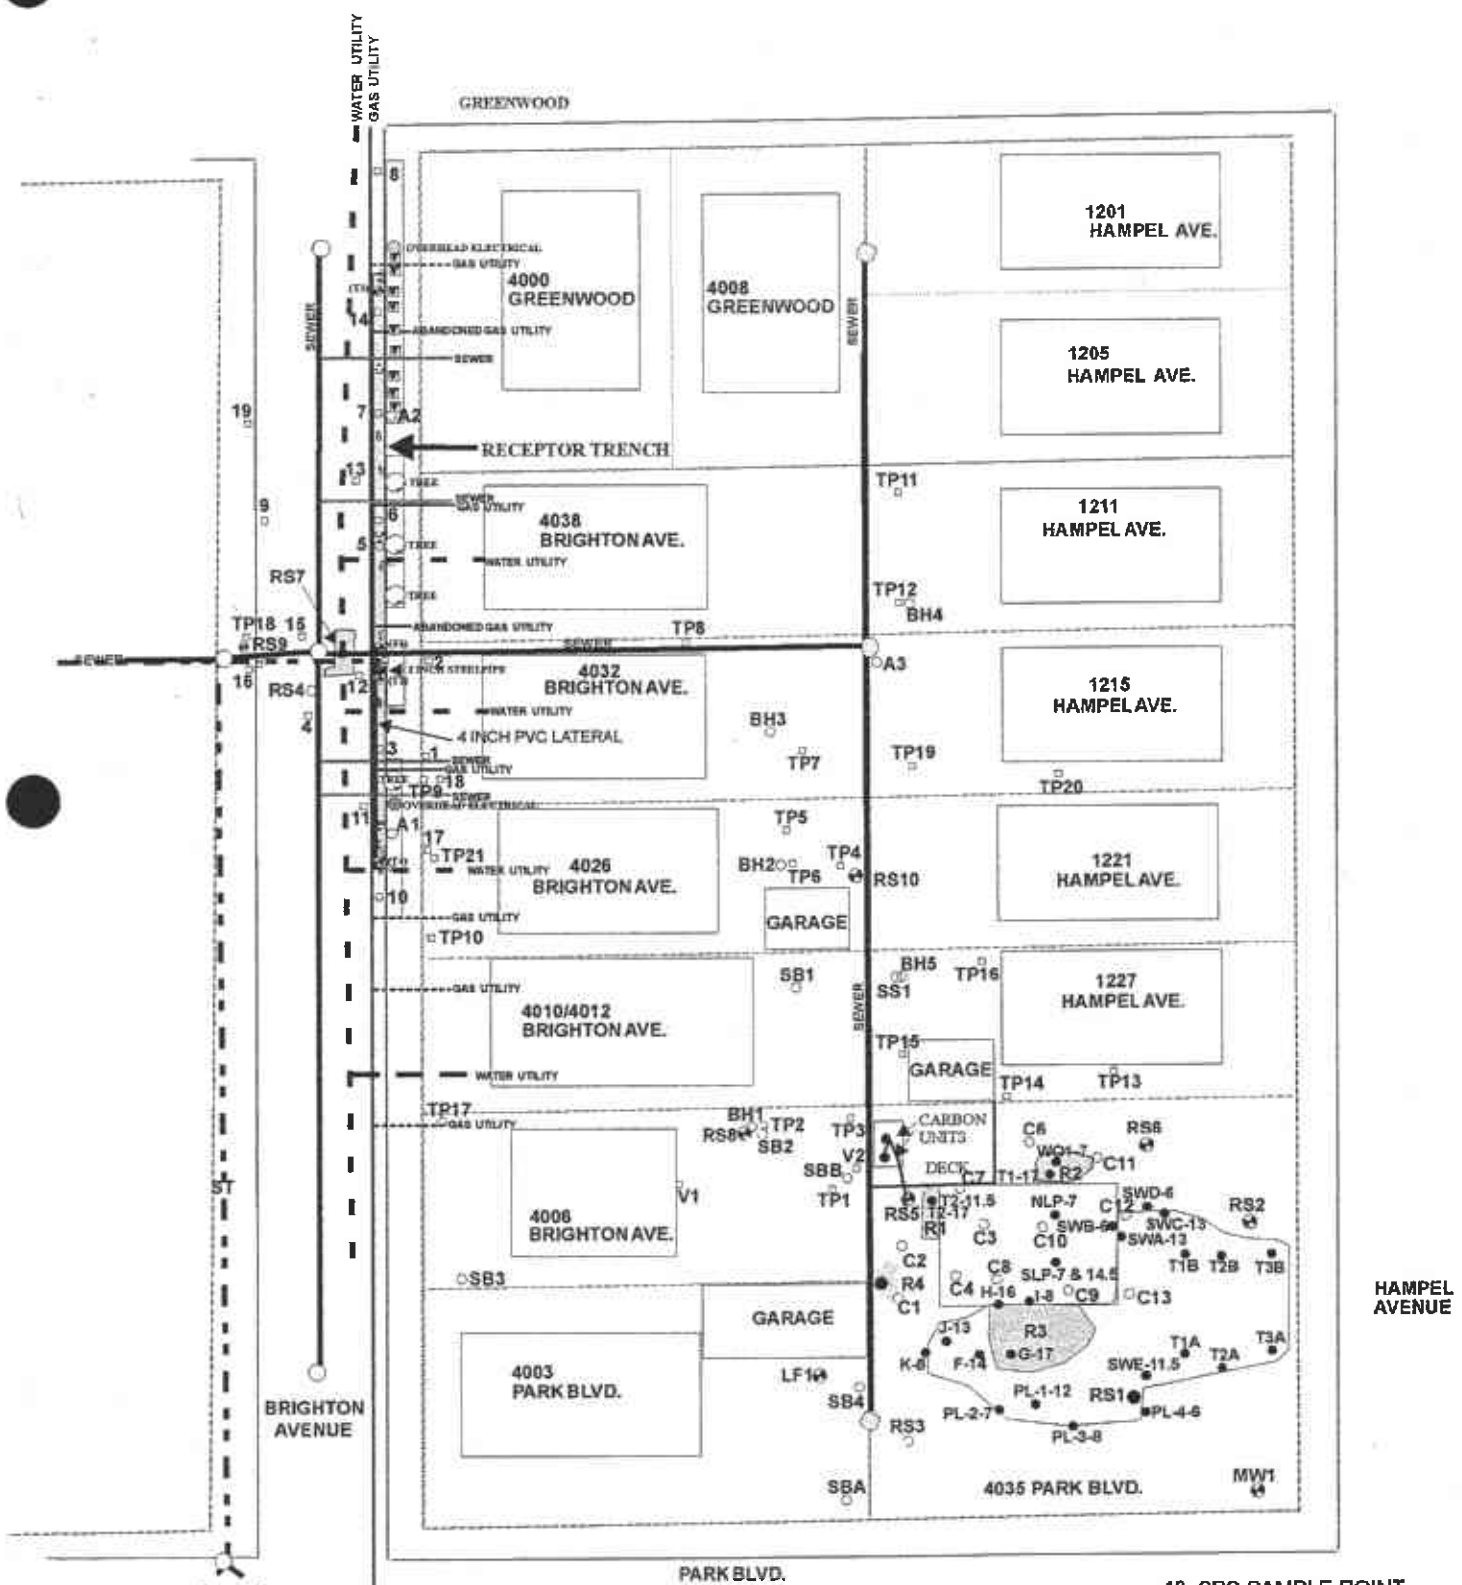 WATER UTILITY
GAS UTILITY
GREENWOOD
8
OVERHEAD ELECTRICAL
GAS UTILITY
4000
GREENWOOD
4008
GREENWOOD
1201
HAMPEL AVE.
SEWER
14
ABANDONED GAS UTILITY
SEWER
SEWER
1205
HAMPEL AVE.
19
7
A2
RECEPTOR TRENCH
13
TREE
TP11
SEWER
GAS UTILITY
9
6
4038
BRIGHTON AVE.
1211
HAMPEL AVE.
5
TREE
WATER UTILITY
RS7
TREE
TP12
BH4
TP18
15
ABANDONED GAS UTILITY
TP8
RS9
SEWER
SEWER
2
4032
BRIGHTON AVE.
A3
1215
HAMPEL AVE.
16
RS4
12
WATER UTILITY
4
4 INCH PVC LATERAL
BH3
3
1
SEWER
GAS UTILITY
TP7
TP19
TREE
18
TP9
SEWER
TP20
OVERHEAD ELECTRICAL
11
A1
17
TP5
TP21
WATER UTILITY
4026
BRIGHTON AVE.
BH2
TP6
TP4
RS10
1221
HAMPEL AVE.
10
GAS UTILITY
GARAGE
TP10
GAS UTILITY
4010/4012
BRIGHTON AVE.
SB1
BH5
SS1
TP16
1227
HAMPEL AVE.
SEWER
TP15
GARAGE
WATER UTILITY
TP14
TP13
TP17
GAS UTILITY
BH1
RS8
TP2
SB2
TP3
CARBON
UNITS
DECK
C6
RS6
V2
WO1-7
R2
C11
SBB
C7
T1-17
ST
V1
TP1
RS5
T2-11.5
T2-17
R1
NLP-7
SWD-6
C12
RS2
4006
BRIGHTON AVE.
C3
C10
SWB-6
SWC-13
SWA-13
C2
T1B
T2B
T3B
SB3
R4
C4
C8
SLP-7 & 14.5
H-16
I-8
C9
C13
C1
HAMPEL
AVENUE
GARAGE
J-13
R3
K-8
F-14
G-17
T1A
T2A
T3A
4003
PARK BLVD.
LF1
SWE-11.5
SB4
PL-1-12
RS1
BRIGHTON
AVENUE
PL-2-7
PL-4-6
RS3
PL-3-8
SBA
4035 PARK BLVD.
MW1
PARK BLVD.